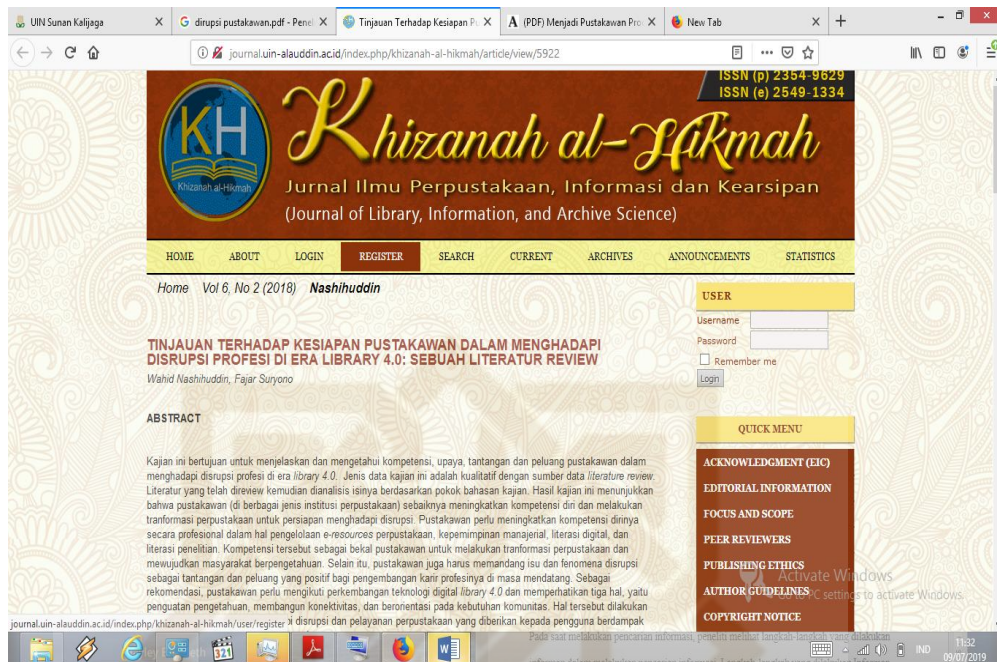 UIN Sunan Kalijaga
dirupsi pustakawan.pdf - Penel
Tinjauan Terhadap Kesiapan Pu
(PDF) Menjadi Pustakawan Pro
New Tab
journal.uin-alauddin.ac.id/index.php/khizanah-al-hikmah/article/view/5922
ISSN (p) 2354-9629
ISSN (e) 2549-1334
KH
Khizanah al-Hikmah
Khizanah al-Hikmah
Jurnal Ilmu Perpustakaan, Informasi dan Kearsipan
(Journal of Library, Information, and Archive Science)
HOME ABOUT LOGIN REGISTER SEARCH CURRENT ARCHIVES ANNOUNCEMENTS STATISTICS
Home Vol 6, No 2 (2018) Nashihuddin
TINJAUAN TERHADAP KESIAPAN PUSTAKAWAN DALAM MENGHADAPI
DISRUPSI PROFESI DI ERA LIBRARY 4.0: SEBUAH LITERATUR REVIEW
Wahid Nashihuddin, Fajar Suryono
ABSTRACT
Kajian ini bertujuan untuk menjelaskan dan mengetahui kompetensi, upaya, tantangan dan peluang pustakawan dalam
menghadapi disrupsi profesi di era library 4.0. Jenis data kajian ini adalah kualitatif dengan sumber data literature review.
Literatur yang telah direview kemudian dianalisis isinya berdasarkan pokok bahasan kajian. Hasil kajian ini menunjukkan
bahwa pustakawan (di berbagai jenis institusi perpustakaan) sebaiknya meningkatkan kompetensi diri dan melakukan
tranformasi perpustakaan untuk persiapan menghadapi disrupsi. Pustakawan perlu meningkatkan kompetensi dirinya
secara profesional dalam hal pengelolaan e-resources perpustakaan, kepemimpinan manajerial, literasi digital, dan
literasi penelitian. Kompetensi tersebut sebagai bekal pustakawan untuk melakukan tranformasi perpustakaan dan
mewujudkan masyarakat berpengetahuan. Selain itu, pustakawan juga harus memandang isu dan fenomena disrupsi
sebagai tantangan dan peluang yang positif bagi pengembangan karir profesinya di masa mendatang. Sebagai
rekomendasi, pustakawan perlu mengikuti perkembangan teknologi digital library 4.0 dan memperhatikan tiga hal, yaitu
penguatan pengetahuan, membangun konektivitas, dan berorientasi pada kebutuhan komunitas. Hal tersebut dilakukan
disrupsi dan pelayanan perpustakaan yang diberikan kepada pengguna berdampak
journal.uin-alauddin.ac.id/index.php/khizanah-al-hikmah/user/register
USER
Username
Password
Remember me
Login
QUICK MENU
ACKNOWLEDGMENT (EIC)
EDITORIAL INFORMATION
FOCUS AND SCOPE
PEER REVIEWERS
PUBLISHING ETHICS
AUTHOR GUIDELINES
COPYRIGHT NOTICE
Activate Windows
PC settings to activate Windows.
Pada saat melakukan pencarian informasi, peneliti melihat langkah-langkah yang dilakukan
321
IND
11:32
09/07/2019